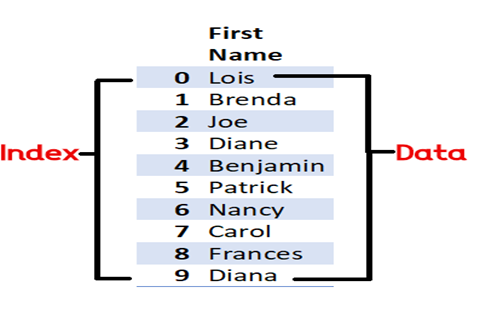 First
Name
0 Lois
1 Brenda
2 Joe
3 Diane
4 Benjamin
5 Patrick
6 Nancy
7 Carol
8 Frances
9 Diana
Index
Data